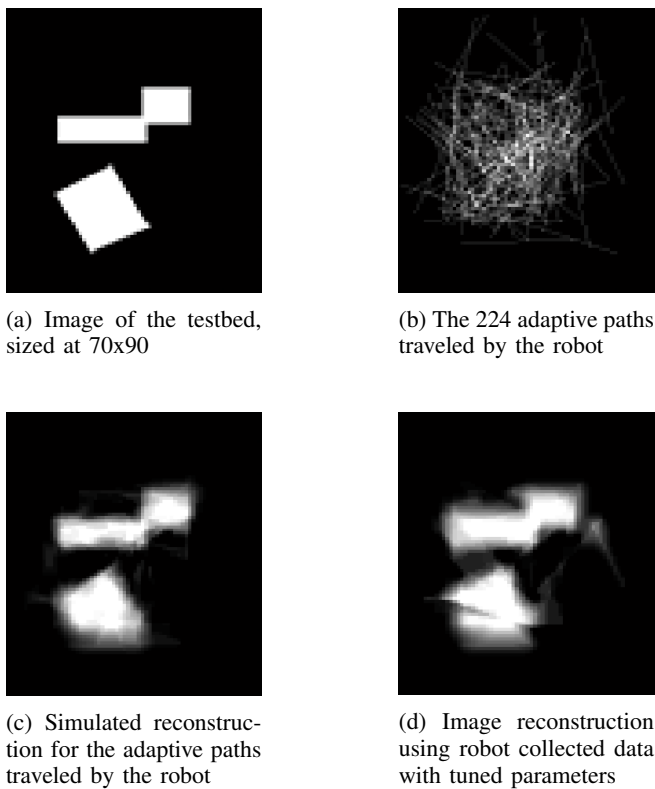 (a) Image of the testbed,
sized at 70x90
(b) The 224 adaptive paths
traveled by the robot
(c) Simulated reconstruc-
tion for the adaptive paths
traveled by the robot
(d) Image reconstruction
using robot collected data
with tuned parameters